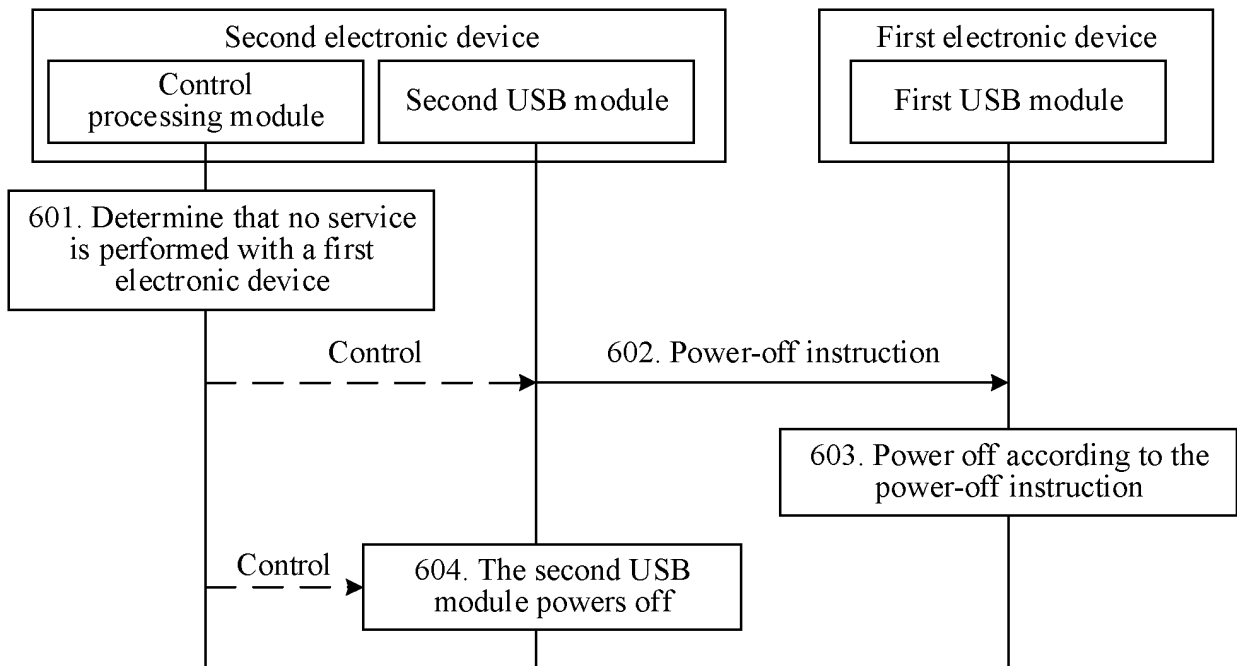 Second electronic device
First electronic device
Control
processing module
Second USB module
First USB module
601. Determine that no service
is performed with a first
electronic device
Control
602. Power-off instruction
603. Power off according to the
power-off instruction
Control
604. The second USB
module powers off